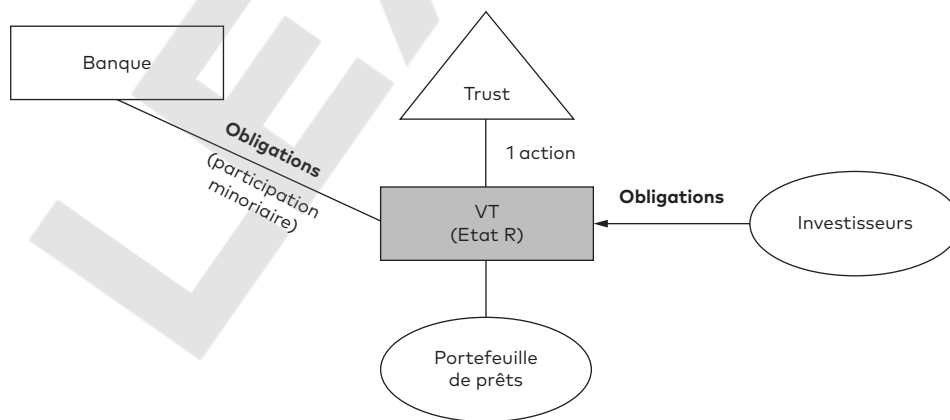 Banque
Trust
Obligations
(participation
minoriaire)
1 action
VT
(Etat R)
Obligations
Investisseurs
Portefeuille
de prêts